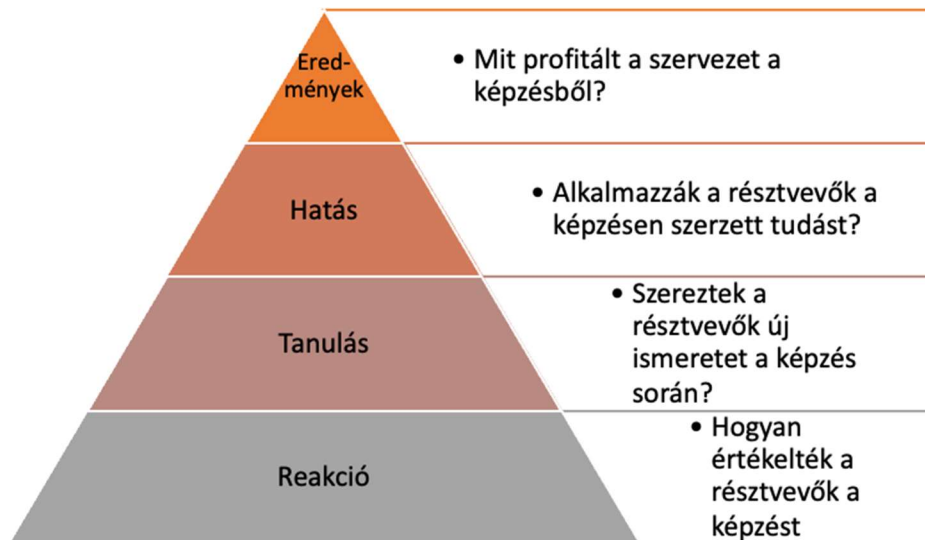 Ered-
mények
• Mit profitált a szervezet a
képzésből?
Hatás
• Alkalmazzák a résztvevők a
képzésen szerzett tudást?
Tanulás
• Szereztek a
résztvevők új
ismeretet a képzés
során?
Reakció
• Hogyan
értékelték a
résztvevők a
képzést